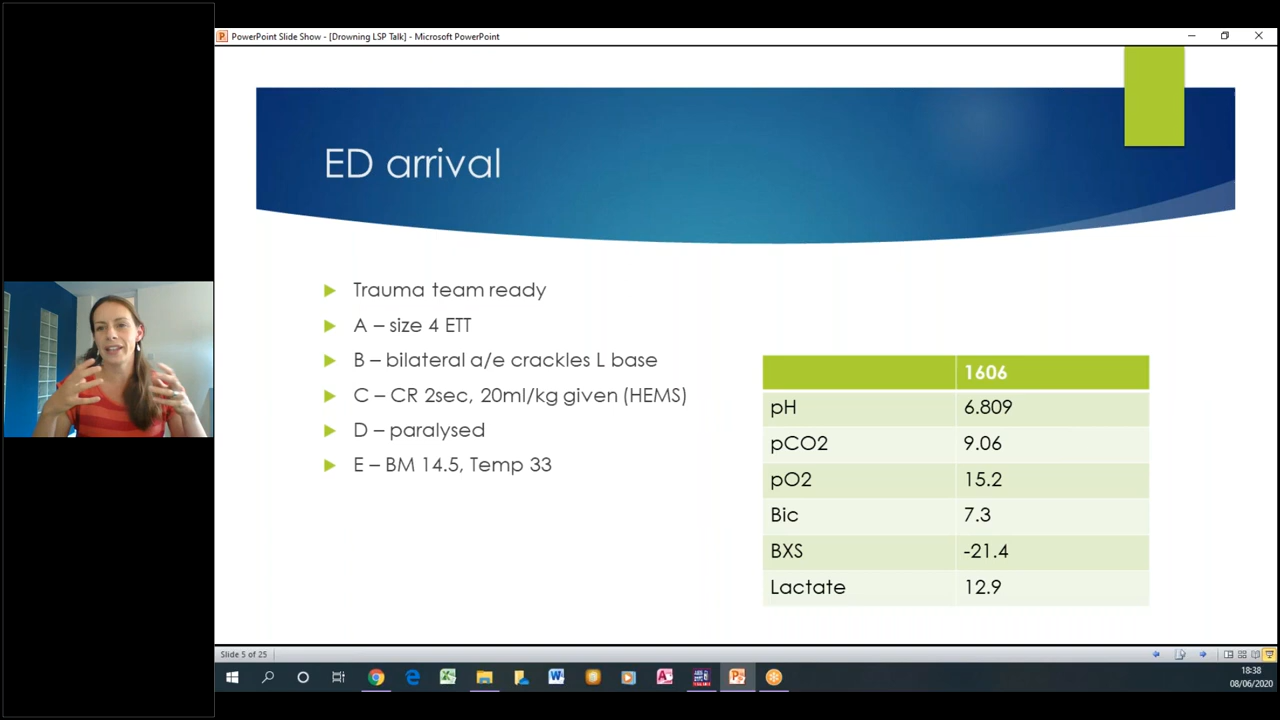 PowerPoint Slide Show - [Drowning LSP Talk] - Microsoft PowerPoint
ED arrival
Trauma team ready
A – size 4 ETT
B – bilateral a/e crackles L base
C – CR 2sec, 20ml/kg given (HEMS)
D – paralysed
E – BM 14.5, Temp 33
1606
pH 6.809
pCO2 9.06
pO2 15.2
Bic 7.3
BXS -21.4
Lactate 12.9
Slide 5 of 25
18:38
08/06/2020